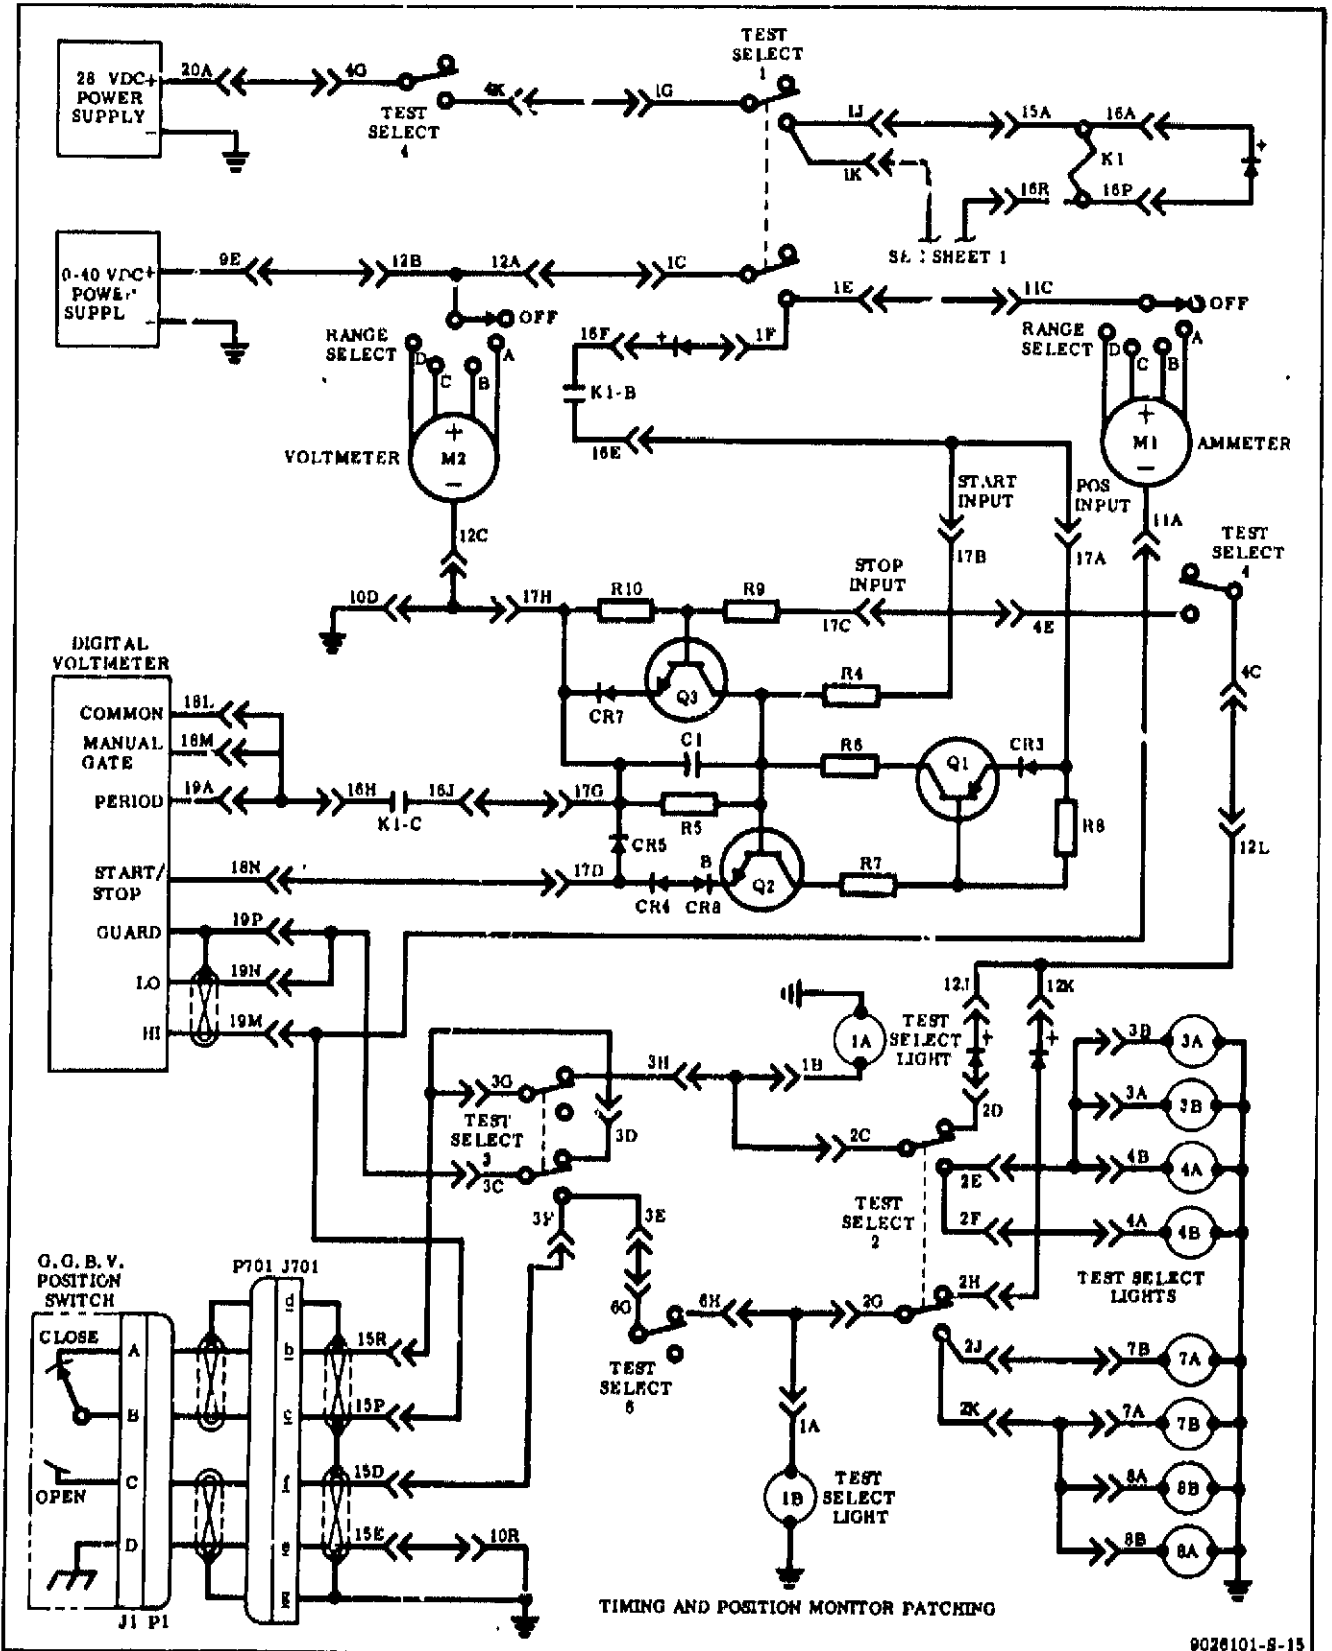 28 VDC+
POWER
SUPPLY
-
20A
4G
TEST
SELECT
4
4K
1G
TEST
SELECT
1
1J
15A
16A
1K
K1
+
16R
16P
SHEET 1
0-40 VDC+
-
9E
12B
12A
1C
1E
11C
OFF
OFF
RANGE
SELECT
D
C
B
A
16F
+
1F
RANGE
SELECT
D
C
B
A
K1-B
VOLTMETER
+
M2
-
16E
+
M1
-
AMMETER
START
INPUT
POS
INPUT
12C
17B
17A
11A
TEST
SELECT
4
10D
17H
R10
R9
STOP
INPUT
17C
4E
DIGITAL
VOLTMETER
4C
COMMON
18L
MANUAL
GATE
18M
PERIOD
19A
16H
K1-C
16J
17G
CR7
Q3
R4
C1
R6
Q1
CR3
R5
R8
CR5
START/
STOP
18N
17D
CR4
B
CR8
Q2
R7
12L
GUARD
19P
LO
19N
HI
19M
12J
12K
1A
TEST
SELECT
LIGHT
+
+
3G
TEST
SELECT
3
3C
3H
1B
3D
2D
2C
3B
3A
3A
3B
4B
4A
4A
4B
2E
2F
TEST
SELECT
2
TEST SELECT
LIGHTS
3F
3E
G.G.B.V.
POSITION
SWITCH
P701 J701
6G
6H
2G
2H
2J
7B
7A
2K
7A
7B
8A
8B
8B
8A
TEST
SELECT
6
1A
1B
TEST
SELECT
LIGHT
CLOSE
A
B
C
D
OPEN
d
b
c
f
15R
15P
15D
15E
10R
J1 P1
TIMING AND POSITION MONITOR PATCHING
9026101-S-15